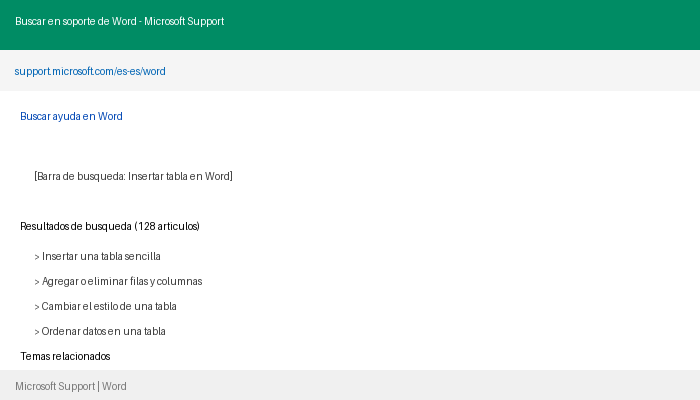 Buscar en soporte de Word - Microsoft Support
support.microsoft.com/es-es/word
Buscar ayuda en Word
[Barra de busqueda: Insertar tabla en Word]
Resultados de busqueda (128 articulos)
> Insertar una tabla sencilla
> Agregar o eliminar filas y columnas
> Cambiar el estilo de una tabla
> Ordenar datos en una tabla
Temas relacionados
Microsoft Support | Word